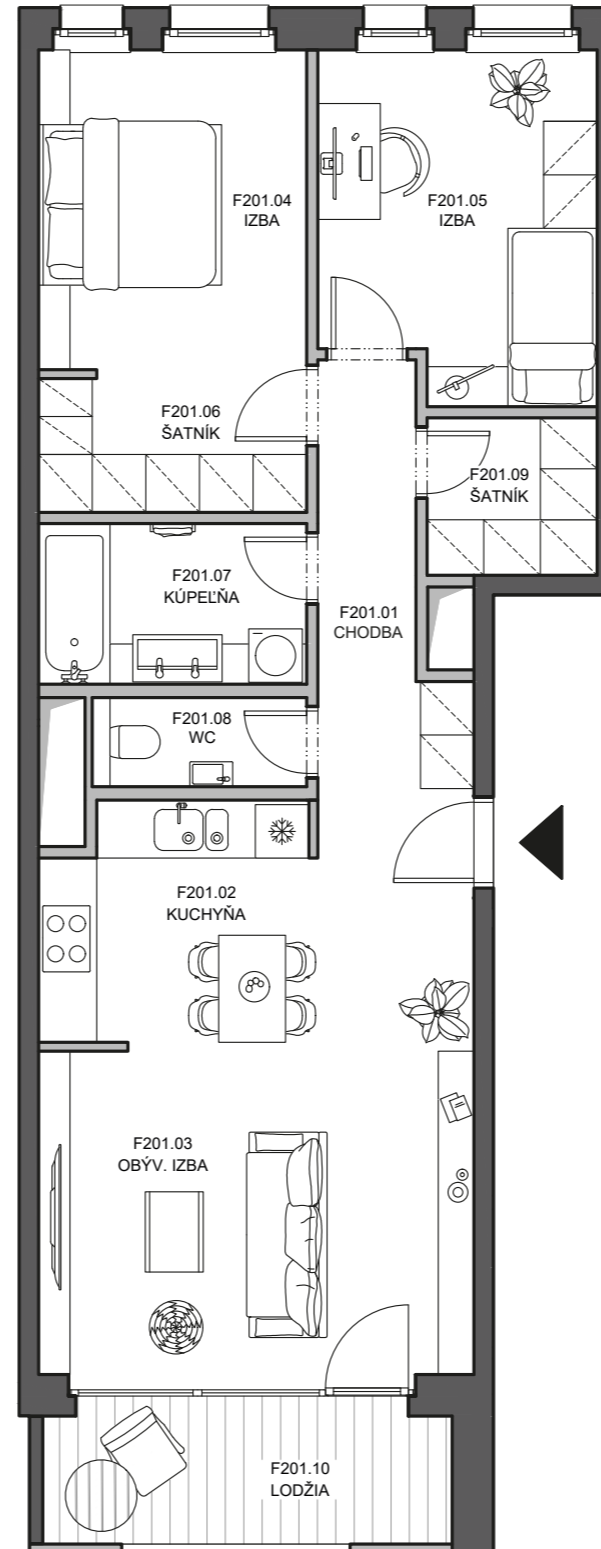 F201.04
IZBA
F201.05
IZBA
F201.06
ŠATNÍK
F201.09
ŠATNÍK
F201.07
KÚPEĽŇA
F201.01
CHODBA
F201.08
WC
F201.02
KUCHYŇA
F201.03
OBÝV. IZBA
F201.10
LODŽIA